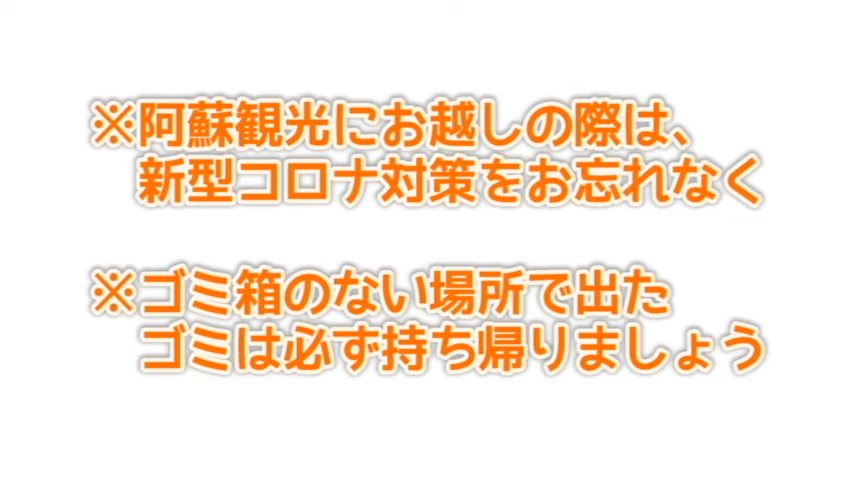 ※阿蘇観光にお越しの際は、
新型コロナ対策をお忘れなく
※ゴミ箱のない場所で出た
ゴミは必ず持ち帰りましょう